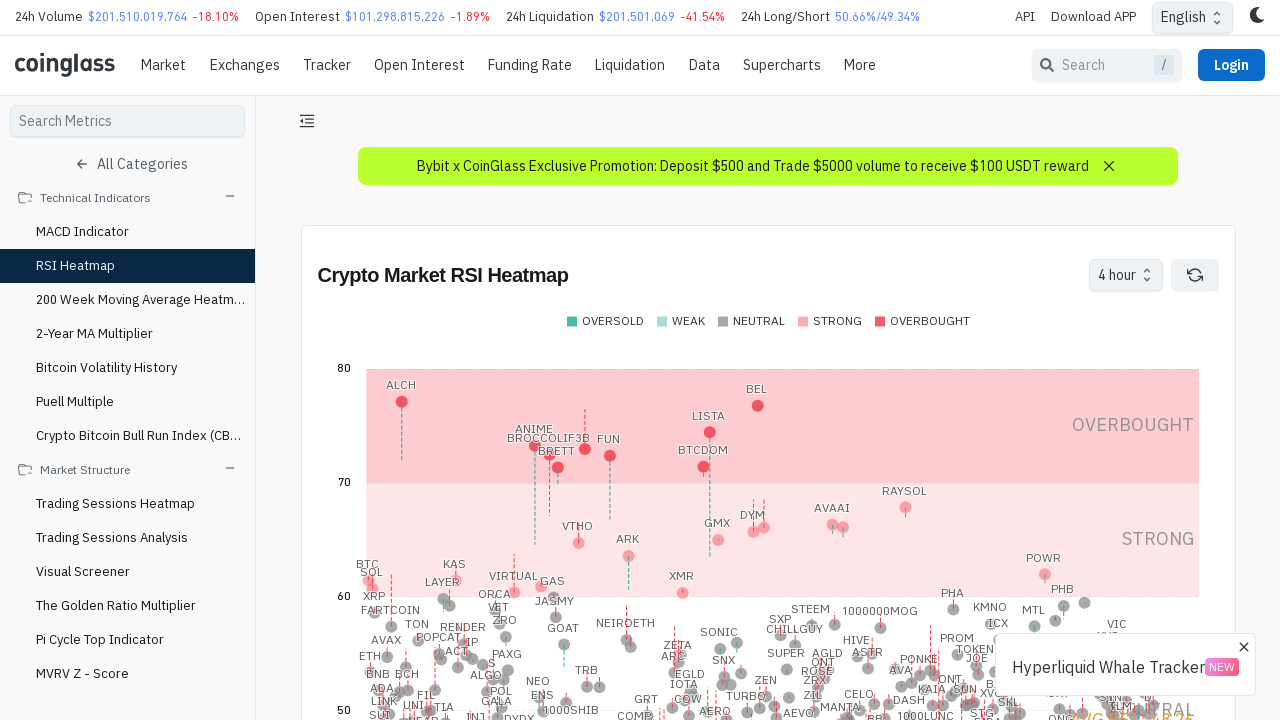 24h Volume $201,510,019,764 -18.10% Open Interest $101,298,815,226 -1.89% 24h Liquidation $201,501,069 -41.54% 24h Long/Short 50.66%/49.34% API Download APP English
coinglass Market Exchanges Tracker Open Interest Funding Rate Liquidation Data Supercharts More Search / Login
Search Metrics
All Categories
Technical Indicators
MACD Indicator
RSI Heatmap
200 Week Moving Average Heatm...
2-Year MA Multiplier
Bitcoin Volatility History
Puell Multiple
Crypto Bitcoin Bull Run Index (CB...
Market Structure
Trading Sessions Heatmap
Trading Sessions Analysis
Visual Screener
The Golden Ratio Multiplier
Pi Cycle Top Indicator
MVRV Z - Score
Bybit x CoinGlass Exclusive Promotion: Deposit $500 and Trade $5000 volume to receive $100 USDT reward
Crypto Market RSI Heatmap
4 hour
OVERSOLD WEAK NEUTRAL STRONG OVERBOUGHT
80
ALCH BEL
LISTA
OVERBOUGHT
ANIME
BROCCOLIF3B FUN
BRETT BTCDOM
70
RAYSOL
AVAAI
DYM
GMX
VTHO
ARK
STRONG
POWR
BTC KAS
SOL
LAYER VIRTUAL GAS XMR
PHB
60
XRP ORCA JASMY PHA
FARTCOIN VET STEEM 1000000MOG KMNO MTL
TON ZRO SXP ICX VIC
RENDER GOAT NEIROETH CHILLGUY
AVAX POPCAT IP SONIC HIVE PROM
ETH ACT PAXG ZETA SUPER AGLD ASTR TOKEN
SNX ONT PONKE JOE
BNB BCH ALGO TRB EGLD ROSE AVA
ADA POL NEO IOTA ZEN ZRX ONT
LINK FIL GALA ENS GRT COW TURBO ZIL CELO KAIA SUN
UNI TIA 1000SHIB AERO MANTA DASH
50 SUI INJ DYDX COMP AEVO 1000LUNC
Hyperliquid Whale Tracker NEW